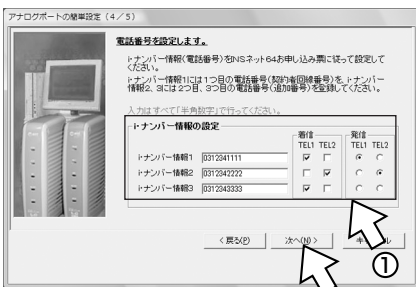 アナログポートの簡単設定 (4/5)
電話番号を設定します。
i・ナンバー情報(電話番号)をINSネット64お申し込み票に従って設定して
ください。
i・ナンバー情報1には1つ目の電話番号(契約者回線番号)を、i・ナンバー
情報2、3には2つ目、3つ目の電話番号(追加番号)を登録してください。
入力はすべて「半角数字」で行ってください。
i・ナンバー情報の設定
着信 発信
TEL1 TEL2 TEL1 TEL2
i・ナンバー情報1 0312341111
i・ナンバー情報2 0312342222
i・ナンバー情報3 0312343333
< 戻る(P) 次へ(N) >
①